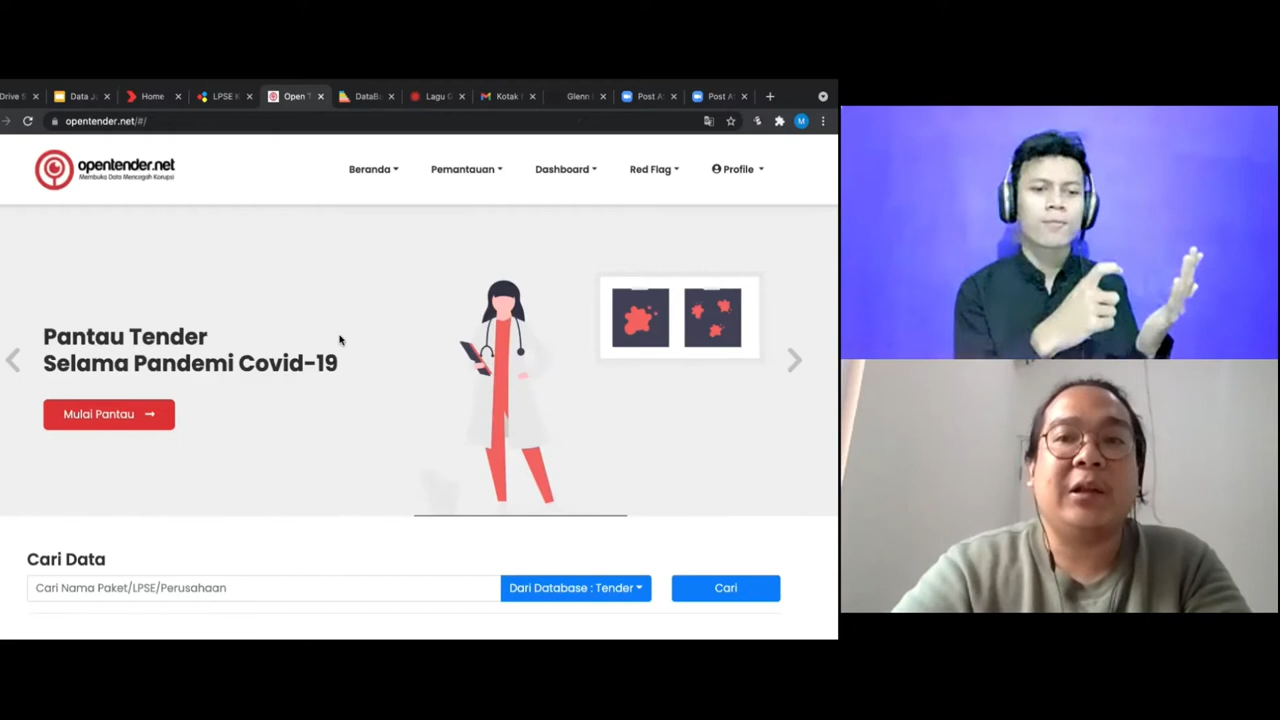 Drive S
Data J
Home
LPSE K
Open T
DataBa
Lagu G
Kotak
Glenn
Post A
Post A
opentender.net/#/
M
opentender.net
Membuka Data Mencegah Korupsi
Beranda
Pemantauan
Dashboard
Red Flag
Profile
Pantau Tender
Selama Pandemi Covid-19
Mulai Pantau
Cari Data
Cari Nama Paket/LPSE/Perusahaan
Dari Database : Tender
Cari